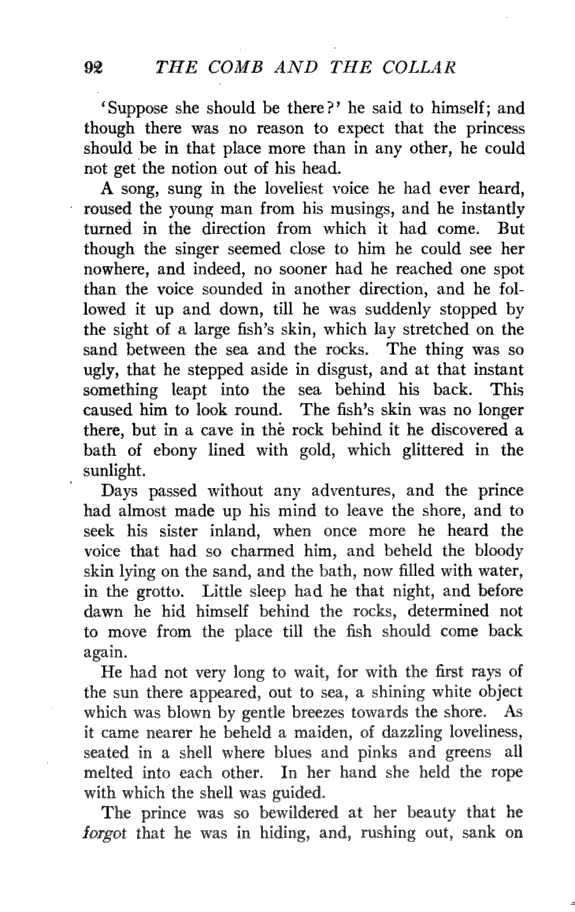 92 THE COMB AND THE COLLAR
'Suppose she should be there?' he said to himself; and
though there was no reason to expect that the princess
should be in that place more than in any other, he could
not get the notion out of his head.
A song, sung in the loveliest voice he had ever heard,
roused the young man from his musings, and he instantly
turned in the direction from which it had come. But
though the singer seemed close to him he could see her
nowhere, and indeed, no sooner had he reached one spot
than the voice sounded in another direction, and he fol-
lowed it up and down, till he was suddenly stopped by
the sight of a large fish's skin, which lay stretched on the
sand between the sea and the rocks. The thing was so
ugly, that he stepped aside in disgust, and at that instant
something leapt into the sea behind his back. This
caused him to look round. The fish's skin was no longer
there, but in a cave in the rock behind it he discovered a
bath of ebony lined with gold, which glittered in the
sunlight.
Days passed without any adventures, and the prince
had almost made up his mind to leave the shore, and to
seek his sister inland, when once more he heard the
voice that had so charmed him, and beheld the bloody
skin lying on the sand, and the bath, now filled with water,
in the grotto. Little sleep had he that night, and before
dawn he hid himself behind the rocks, determined not
to move from the place till the fish should come back
again.
He had not very long to wait, for with the first rays of
the sun there appeared, out to sea, a shining white object
which was blown by gentle breezes towards the shore. As
it came nearer he beheld a maiden, of dazzling loveliness,
seated in a shell where blues and pinks and greens all
melted into each other. In her hand she held the rope
with which the shell was guided.
The prince was so bewildered at her beauty that he
forgot that he was in hiding, and, rushing out, sank on